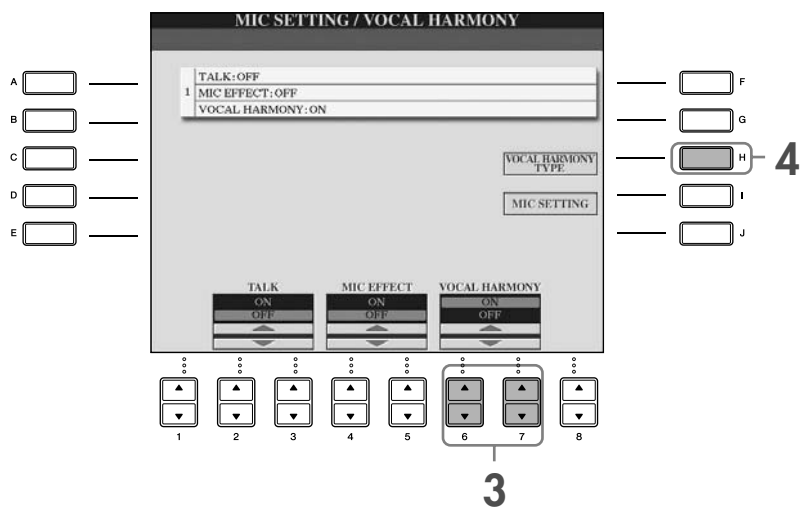 MIC SETTING / VOCAL HARMONY
TALK:OFF
1 MIC EFFECT:OFF
VOCAL HARMONY:ON
A
B
C
D
E
F
G
H
I
J
4
VOCAL HARMONY
TYPE
MIC SETTING
TALK MIC EFFECT VOCAL HARMONY
ON ON ON
OFF OFF OFF
1 2 3 4 5 6 7 8
3